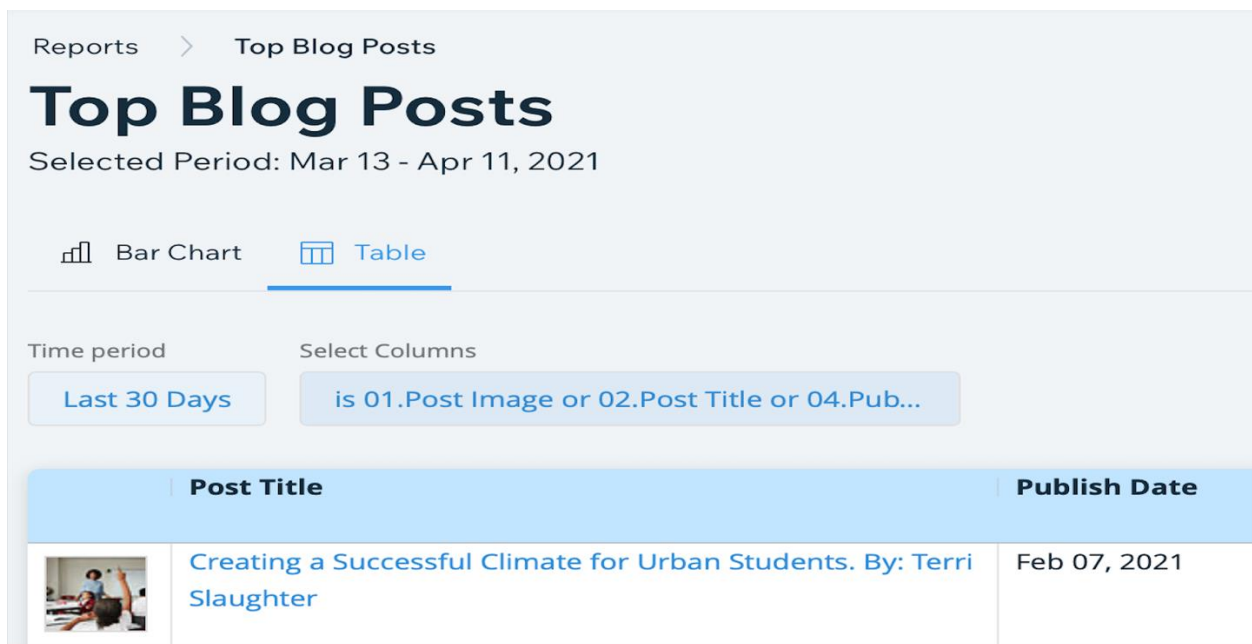 Reports > Top Blog Posts
Top Blog Posts
Selected Period: Mar 13 - Apr 11, 2021
Bar Chart Table
Time period Select Columns
Last 30 Days is 01.Post Image or 02.Post Title or 04.Pub...
Post Title Publish Date
Creating a Successful Climate for Urban Students. By: Terri Feb 07, 2021
Slaughter